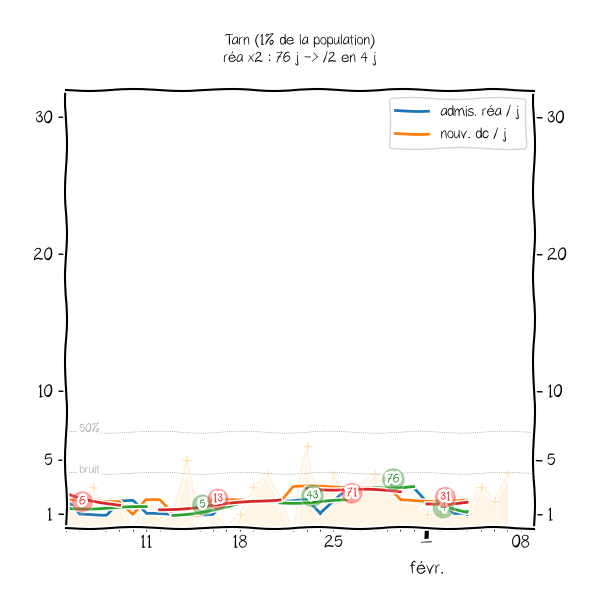 Tarn (1% de la population)
réa x2 : 76 j -> /2 en 4 j
admis. réa / j
nouv. dc / j
30 30
20 20
10 10
50%
5 5
bruit
1 1
6 5 13 43 71 76 31 4
11 18 25 1 08
févr.